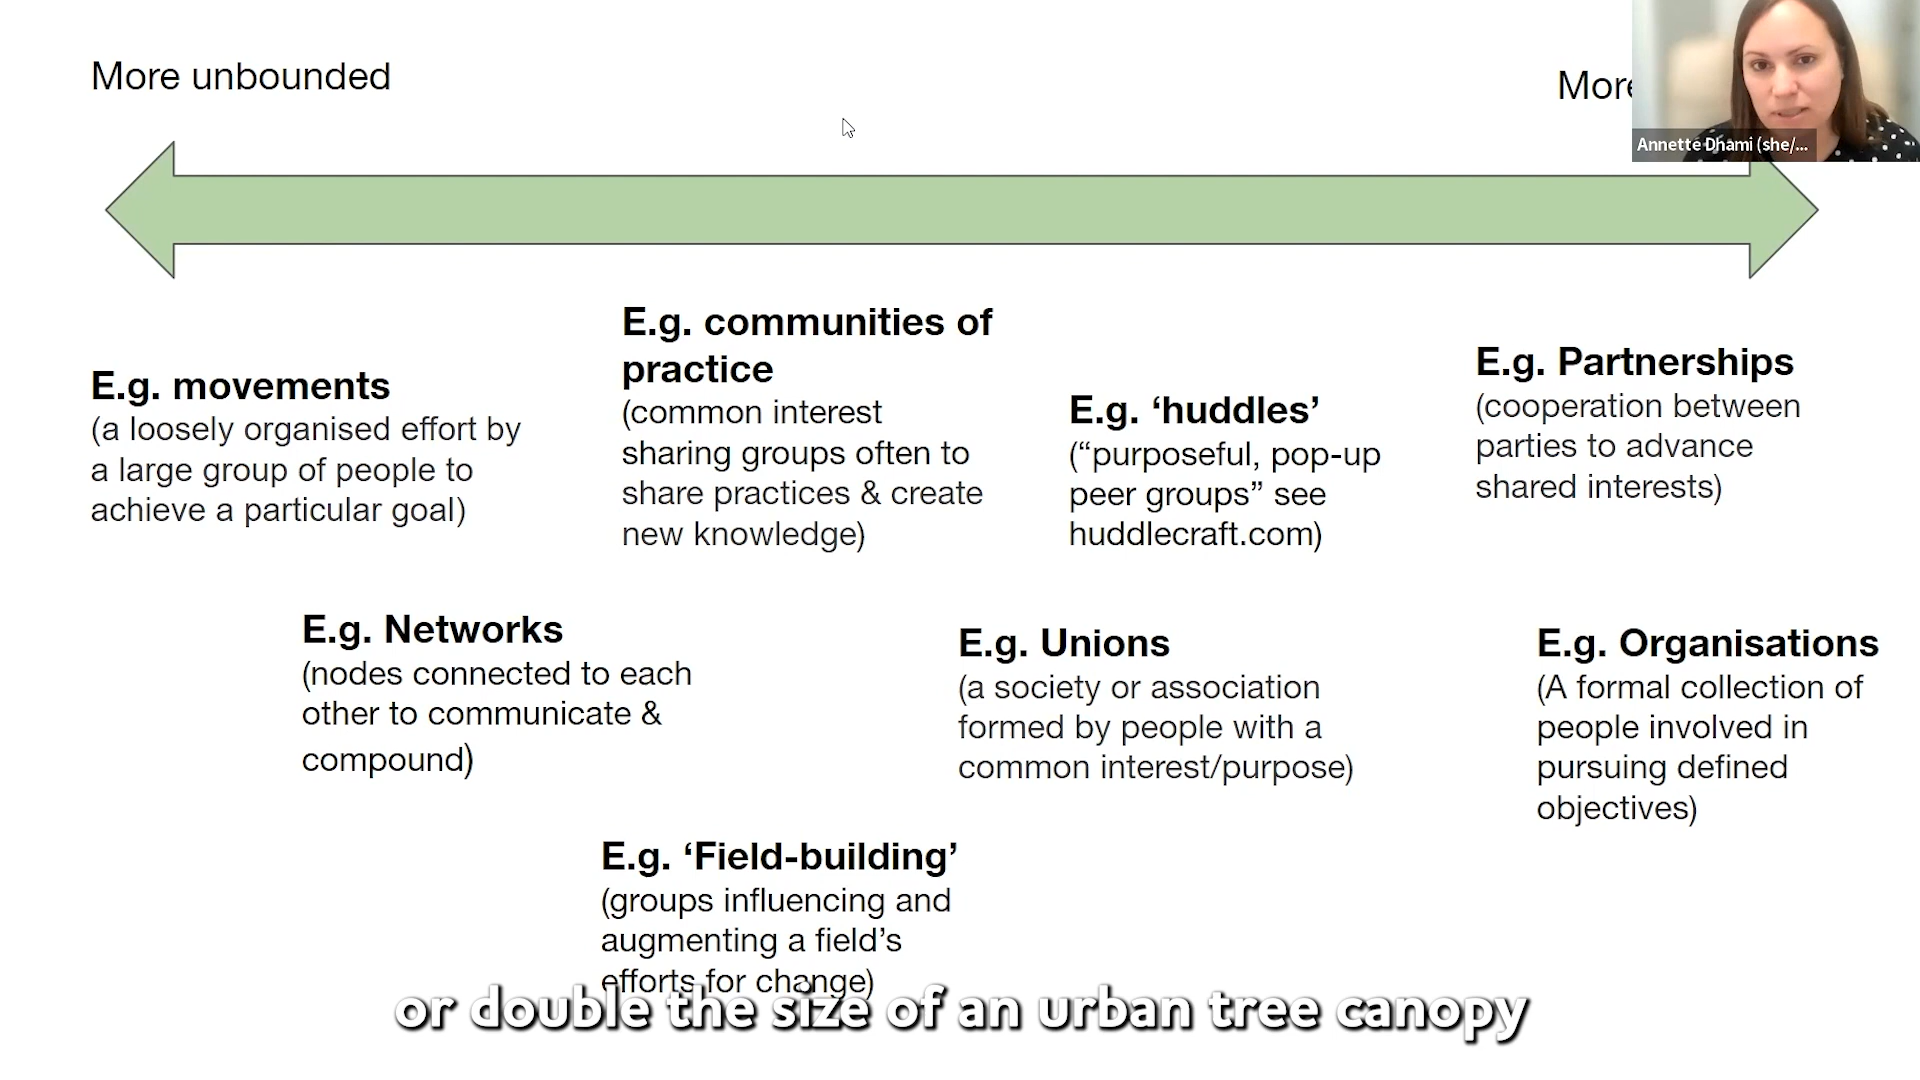 More unbounded
More
Annette Dhami (she/...
E.g. movements
(a loosely organised effort by
a large group of people to
achieve a particular goal)
E.g. communities of
practice
(common interest
sharing groups often to
share practices & create
new knowledge)
E.g. ‘huddles’
(“purposeful, pop-up
peer groups” see
huddlecraft.com)
E.g. Partnerships
(cooperation between
parties to advance
shared interests)
E.g. Networks
(nodes connected to each
other to communicate &
compound)
E.g. Unions
(a society or association
formed by people with a
common interest/purpose)
E.g. Organisations
(A formal collection of
people involved in
pursuing defined
objectives)
E.g. ‘Field-building’
(groups influencing and
augmenting a field’s
efforts for change)
or double the size of an urban tree canopy